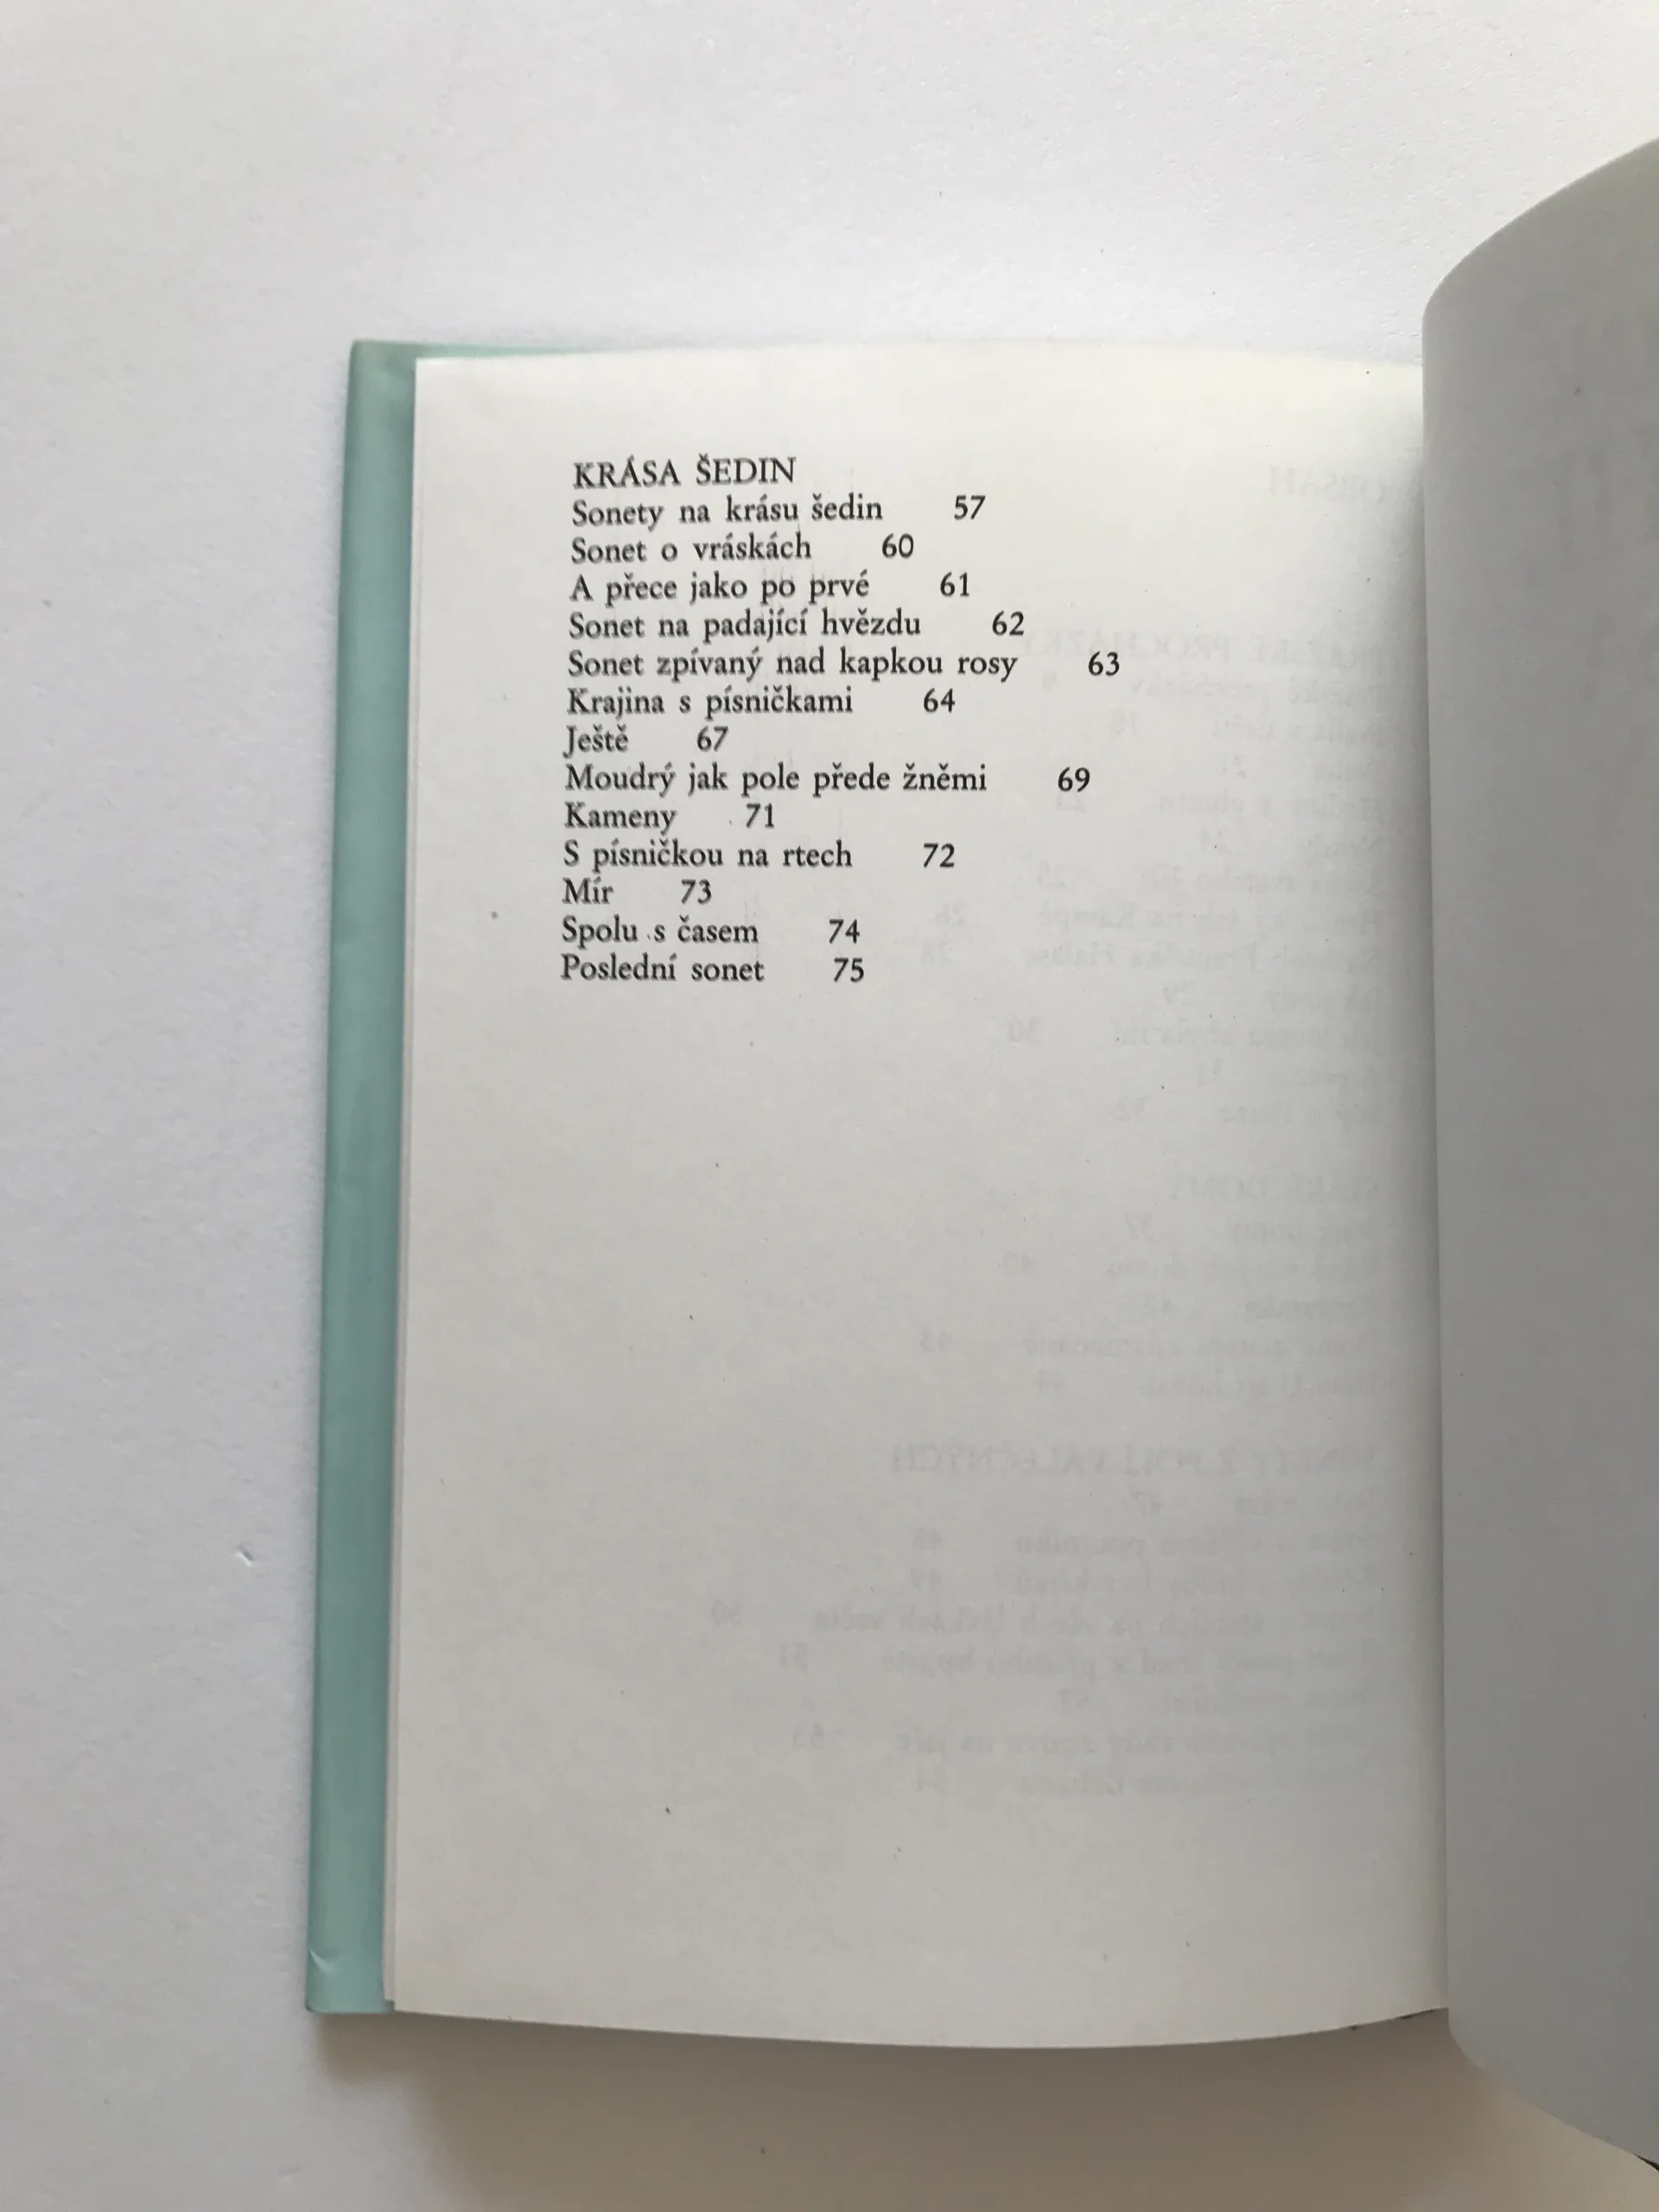 KRÁSA ŠEDIN
Sonety na krásu šedin 57
Sonet o vráskách 60
A přece jako po prvé 61
Sonet na padající hvězdu 62
Sonet zpívaný nad kapkou rosy 63
Krajina s písničkami 64
Ještě 67
Moudrý jak pole přede žněmi 69
Kameny 71
S písničkou na rtech 72
Mír 73
Spolu s časem 74
Poslední sonet 75